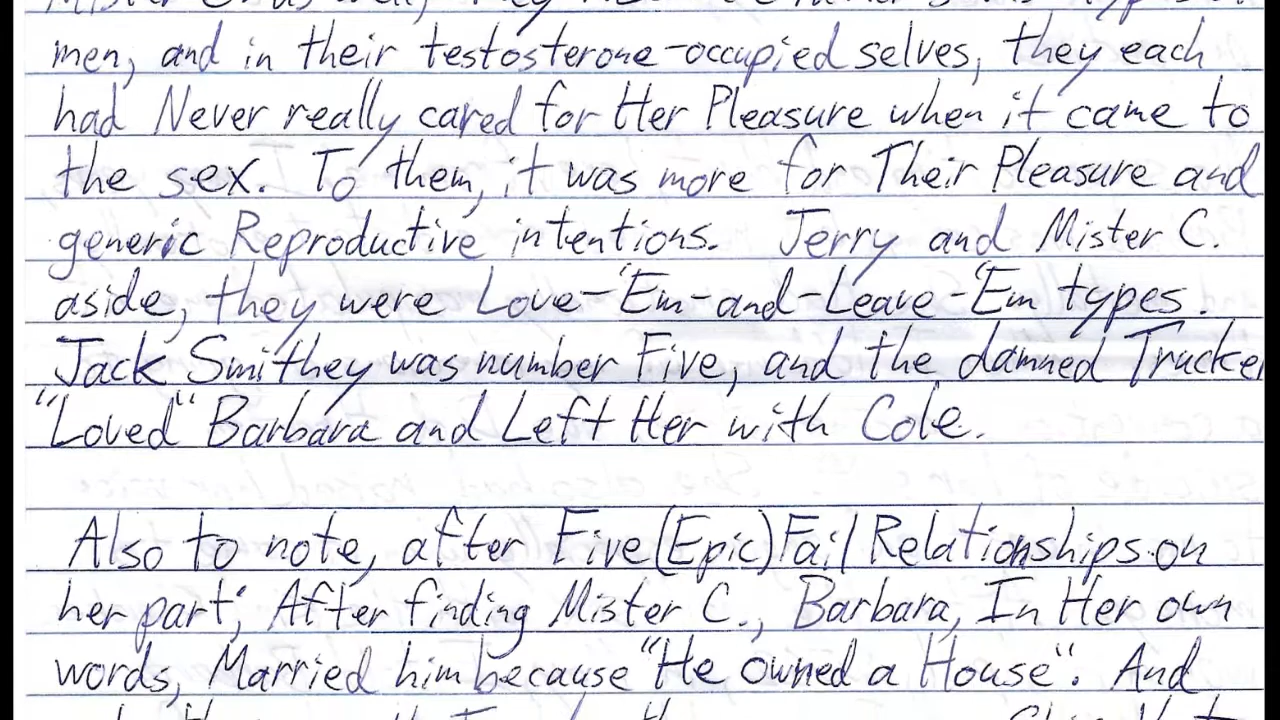 men, and in their testosterone-occupied selves, they each
had Never really cared for Her Pleasure when it came to
the sex. To them, it was more for Their Pleasure and
generic Reproductive intentions. Jerry and Mister C.
aside, they were Love-'Em-and-Leave-'Em types.
Jack Smithey was number Five, and the damned Trucker
"Loved" Barbara and Left Her with Cole.
Also to note, after Five (Epic) Fail Relationships on
her part; After finding Mister C., Barbara, In Her own
words, Married him because "He owned a House". And